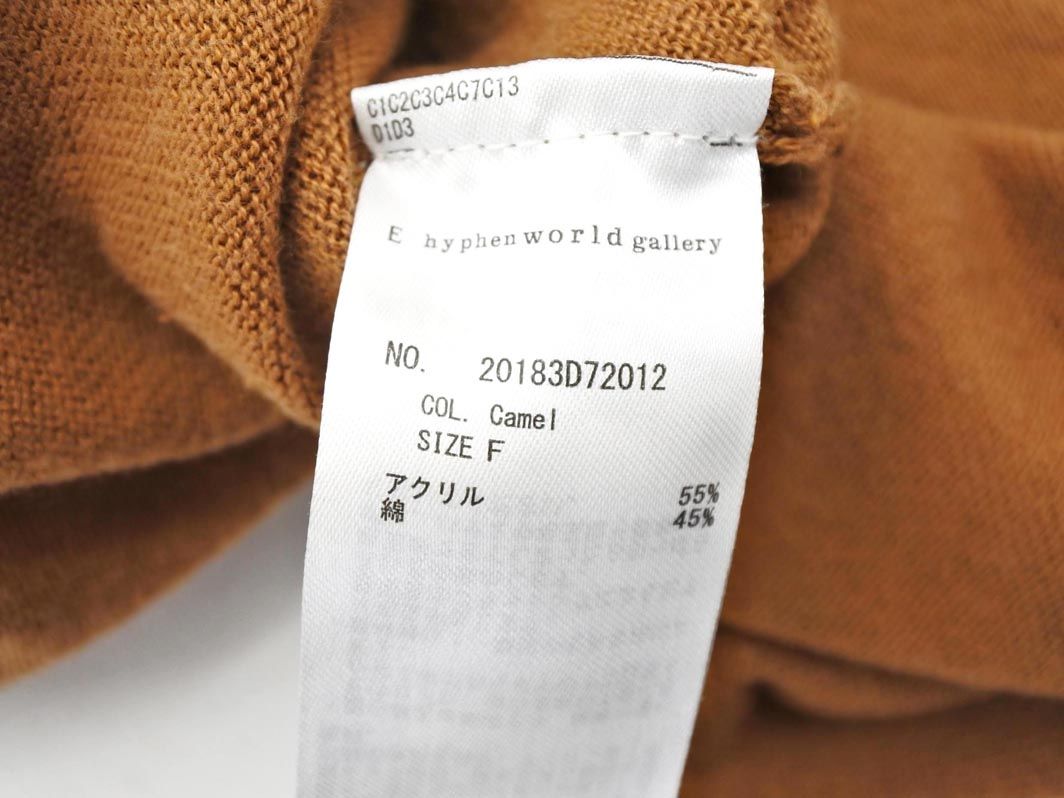 C1C2C3C4C7C13
D1D3
E hyphen world gallery
NO. 20183D72012
COL. Camel
SIZE F
アクリル 55%
綿 45%